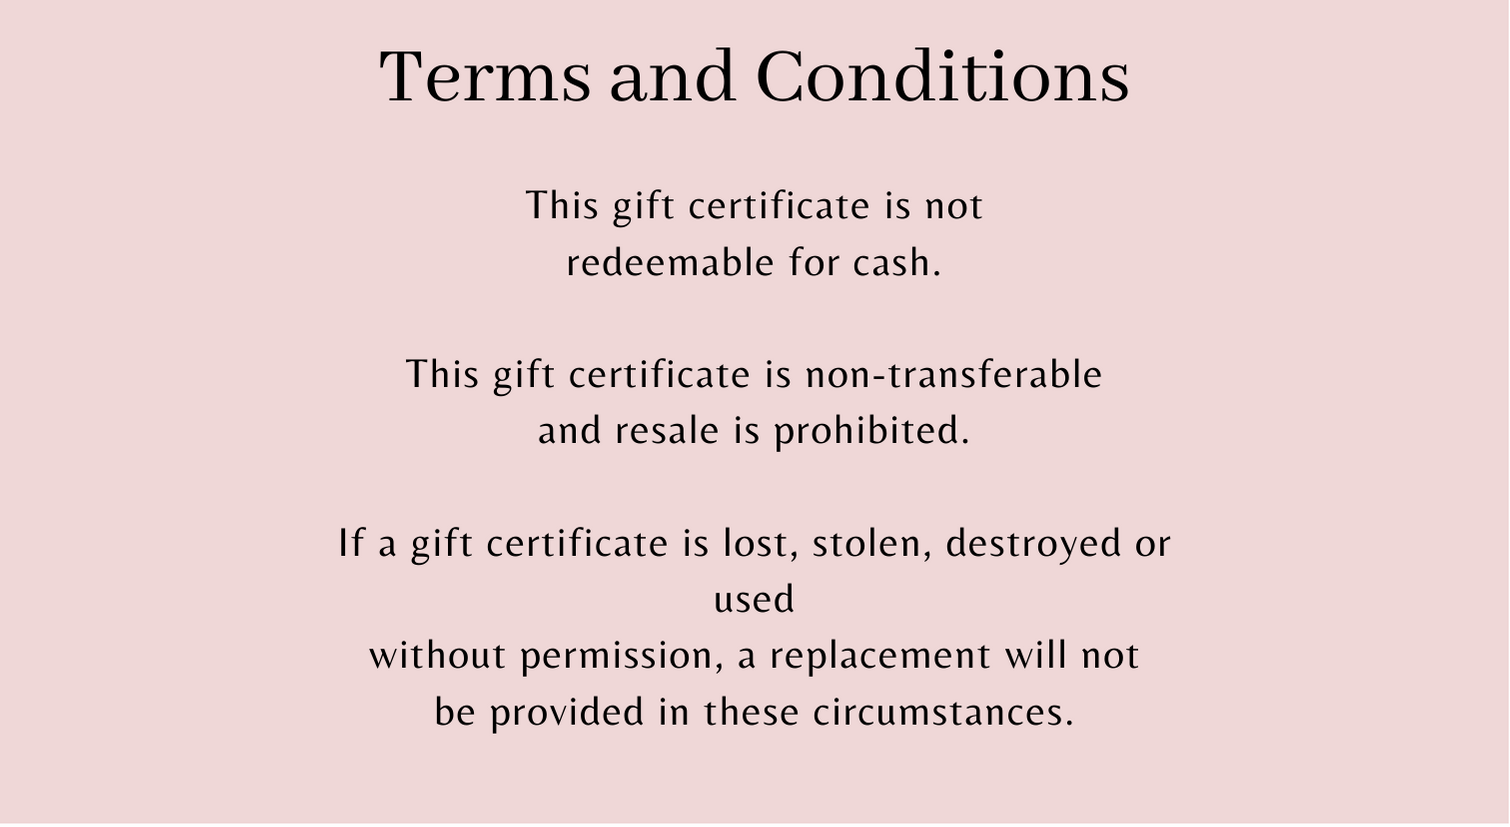 Terms and Conditions
This gift certificate is not
redeemable for cash.
This gift certificate is non-transferable
and resale is prohibited.
If a gift certificate is lost, stolen, destroyed or
used
without permission, a replacement will not
be provided in these circumstances.